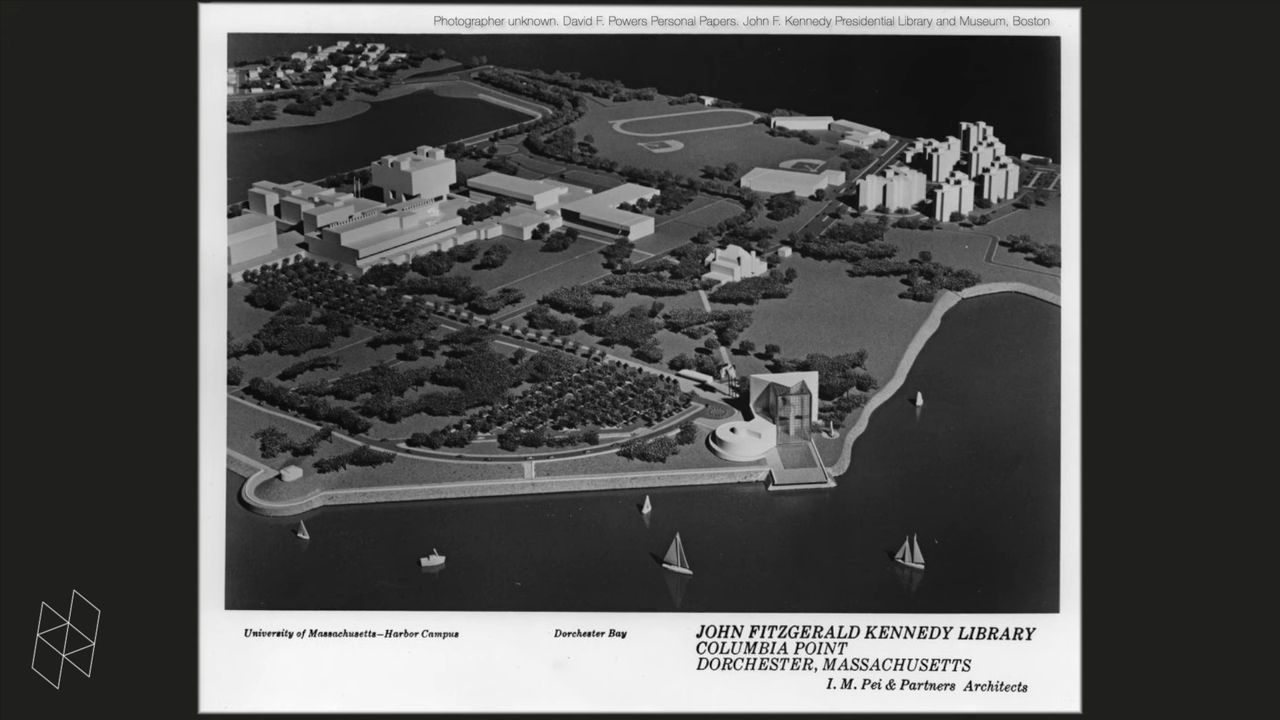 Photographer unknown. David F. Powers Personal Papers. John F. Kennedy Presidential Library and Museum, Boston
University of Massachusetts—Harbor Campus
Dorchester Bay
JOHN FITZGERALD KENNEDY LIBRARY
COLUMBIA POINT
DORCHESTER, MASSACHUSETTS
I. M. Pei & Partners Architects